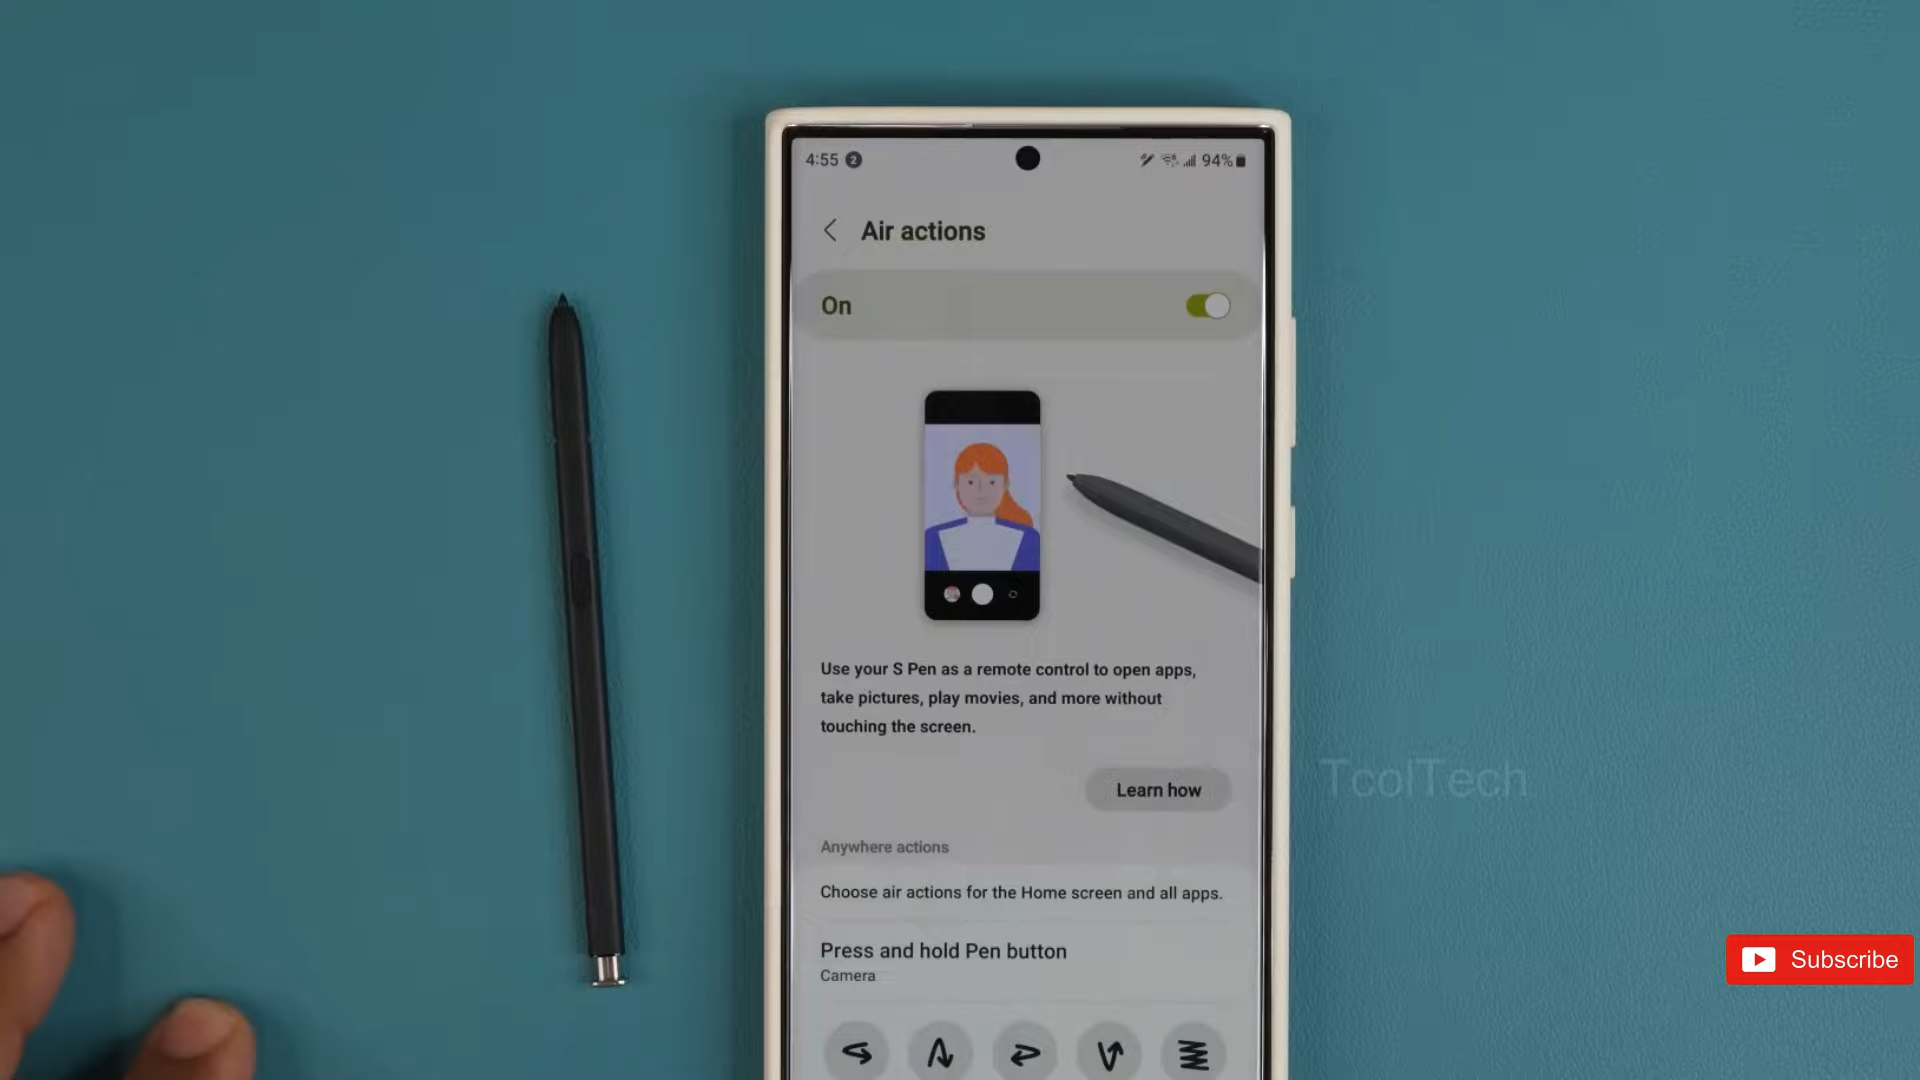 4:55 2
94%
Air actions
On
Use your S Pen as a remote control to open apps,
take pictures, play movies, and more without
touching the screen.
Learn how
TcolTech
Anywhere actions
Choose air actions for the Home screen and all apps.
Press and hold Pen button
Subscribe
Camera